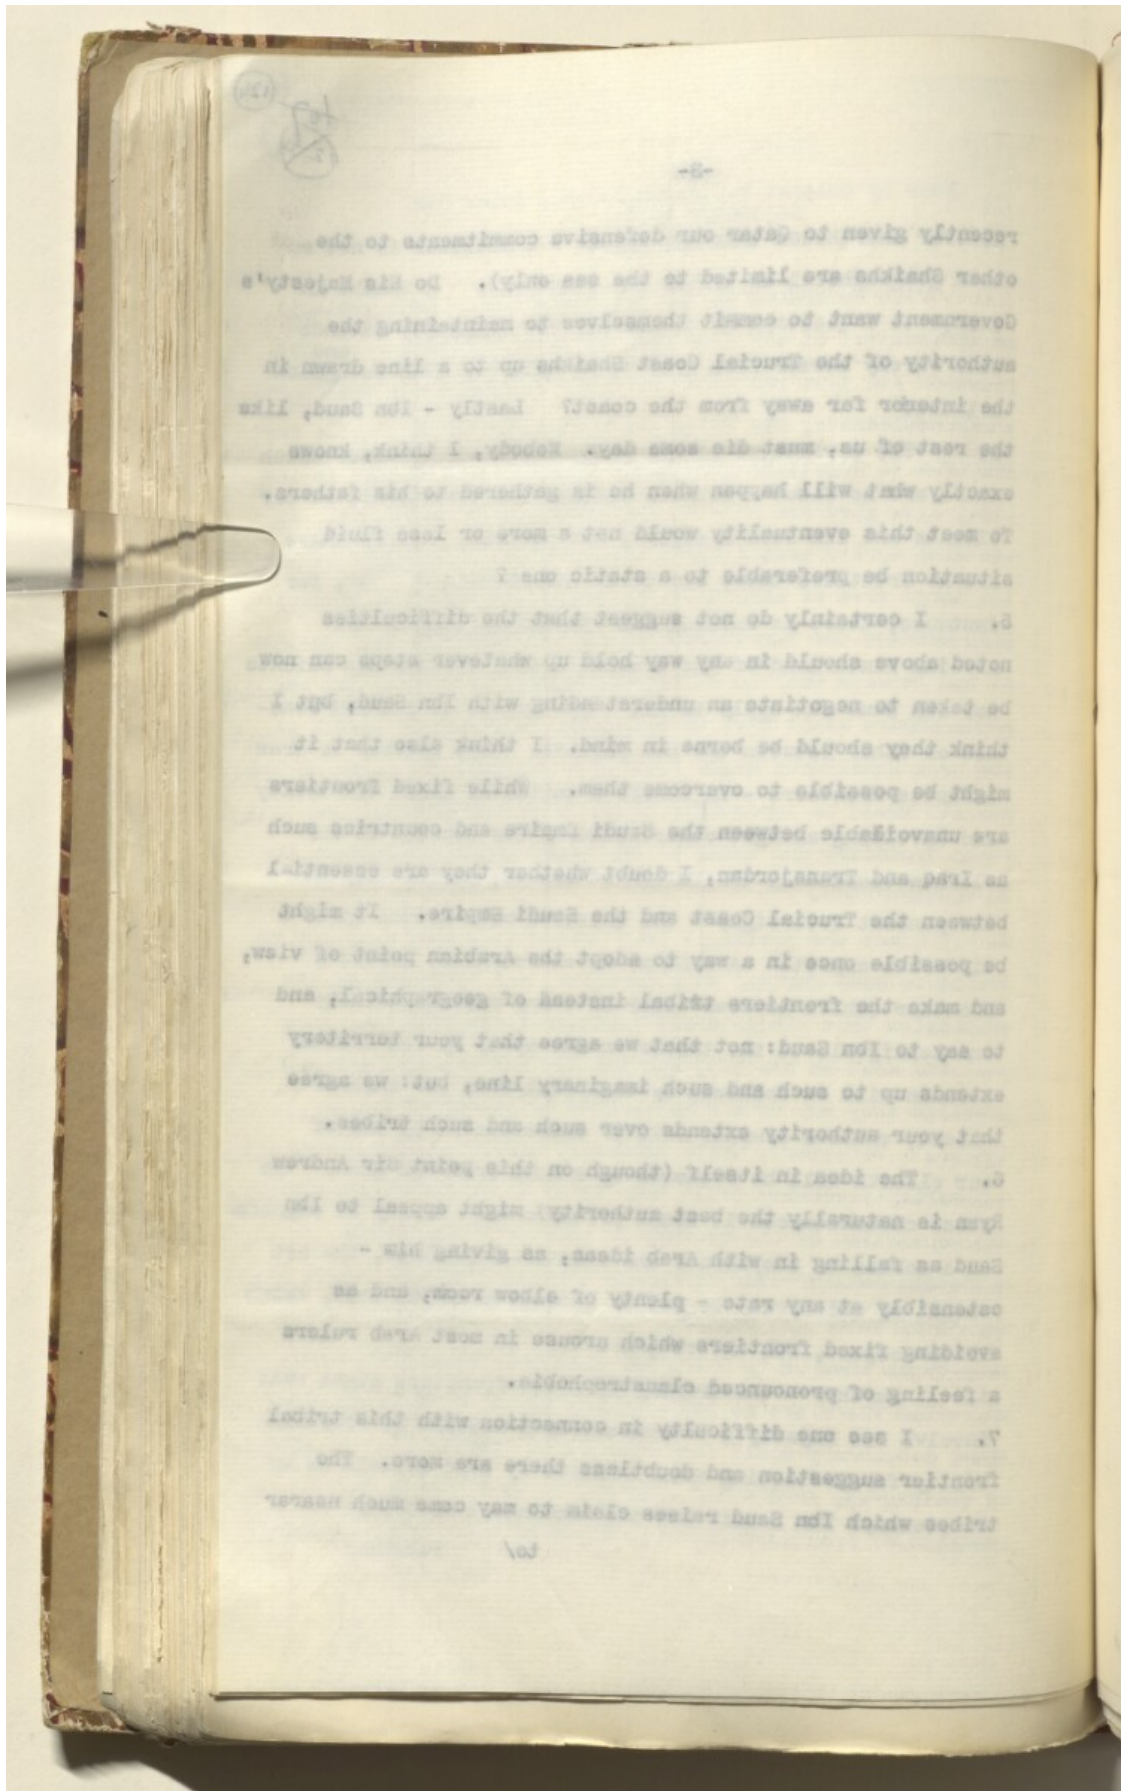 -3-
recently given to Qatar our defensive commitments to the
other Shaikhs are limited to the sea only).  Do His Majesty's
Government want to commit themselves to maintaining the
authority of the Trucial Coast Shaikhs up to a line drawn in
the interior far away from the coast?  Lastly - Ibn Saud, like
the rest of us, must die some day.  Nobody, I think, knows
exactly what will happen when he is gathered to his fathers.
To meet this eventuality would not a more or less fluid
situation be preferable to a static one ?
5.  I certainly do not suggest that the difficulties
noted above should in any way hold up whatever steps can now
be taken to negotiate an understanding with Ibn Saud, but I
think they should be borne in mind.  I think also that it
might be possible to overcome them.  While fixed frontiers
are unavoidable between the Saudi Empire and countries such
as Iraq and Transjordan, I doubt whether they are essential
between the Trucial Coast and the Saudi Empire.  It might
be possible once in a way to adopt the Arabian point of view,
and make the frontiers tribal instead of geographical, and
to say to Ibn Saud: not that we agree that your territory
extends up to such and such imaginary line, but: we agree
that your authority extends over such and such tribes.
6.  The idea in itself (though on this point Sir Andrew
Ryan is naturally the best authority) might appeal to Ibn
Saud as falling in with Arab ideas, as giving him -
ostensibly at any rate - plenty of elbow room, and as
avoiding fixed frontiers which arouse in most Arab rulers
a feeling of pronounced claustrophobia.
7.  I see one difficulty in connection with this tribal
frontier suggestion and doubtless there are more.  The
tribes which Ibn Saud raises claim to may come much nearer
to/